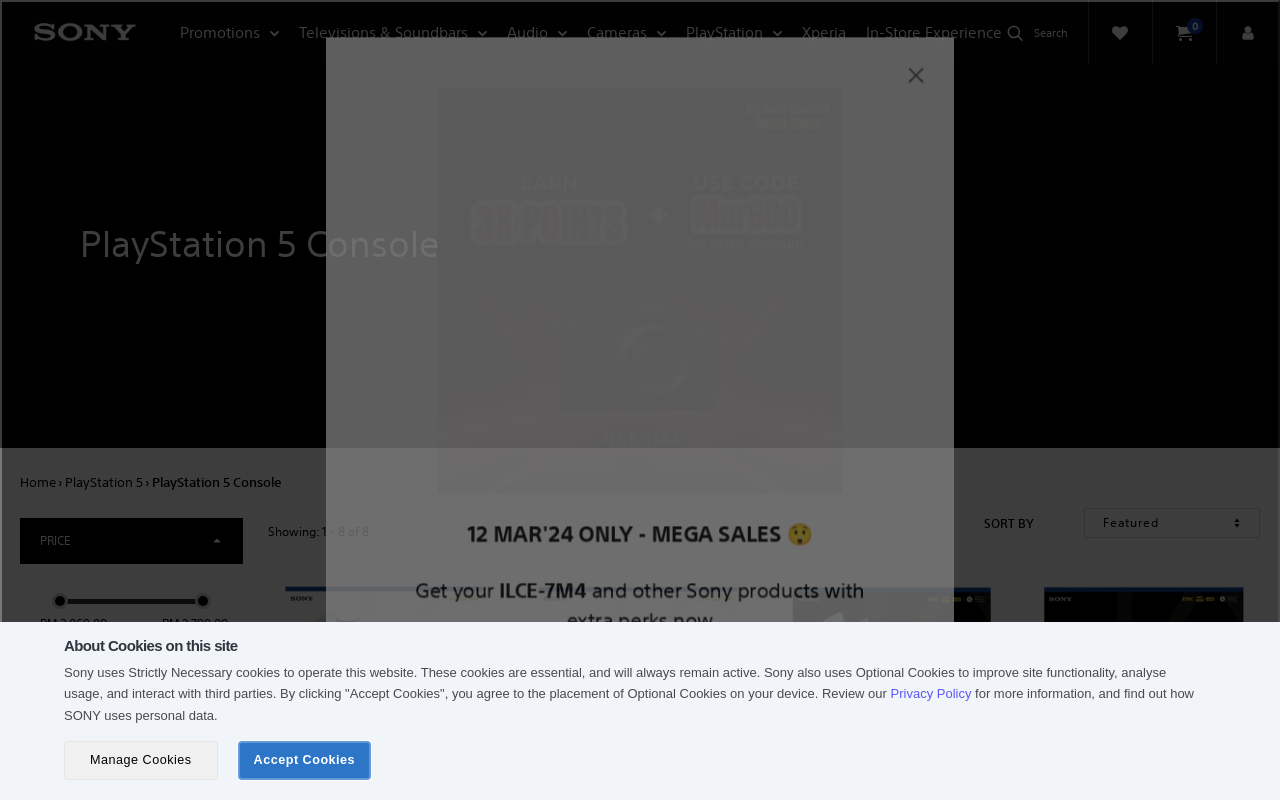 SONY
Promotions
Televisions & Soundbars
Audio
Cameras
PlayStation
Xperia
In-Store Experience
Search
0
EARN
3K POINTS
+
USE CODE
PlayStation 5 Console
ILCE-7M4
Home › PlayStation 5 › PlayStation 5 Console
PRICE
Showing: 1 - 8 of 8
SORT BY
Featured
12 MAR'24 ONLY - MEGA SALES 😲
Get your ILCE-7M4 and other Sony products with
extra perks now
SONY
SONY
About Cookies on this site
Sony uses Strictly Necessary cookies to operate this website. These cookies are essential, and will always remain active. Sony also uses Optional Cookies to improve site functionality, analyse
usage, and interact with third parties. By clicking "Accept Cookies", you agree to the placement of Optional Cookies on your device. Review our Privacy Policy for more information, and find out how
SONY uses personal data.
Manage Cookies
Accept Cookies